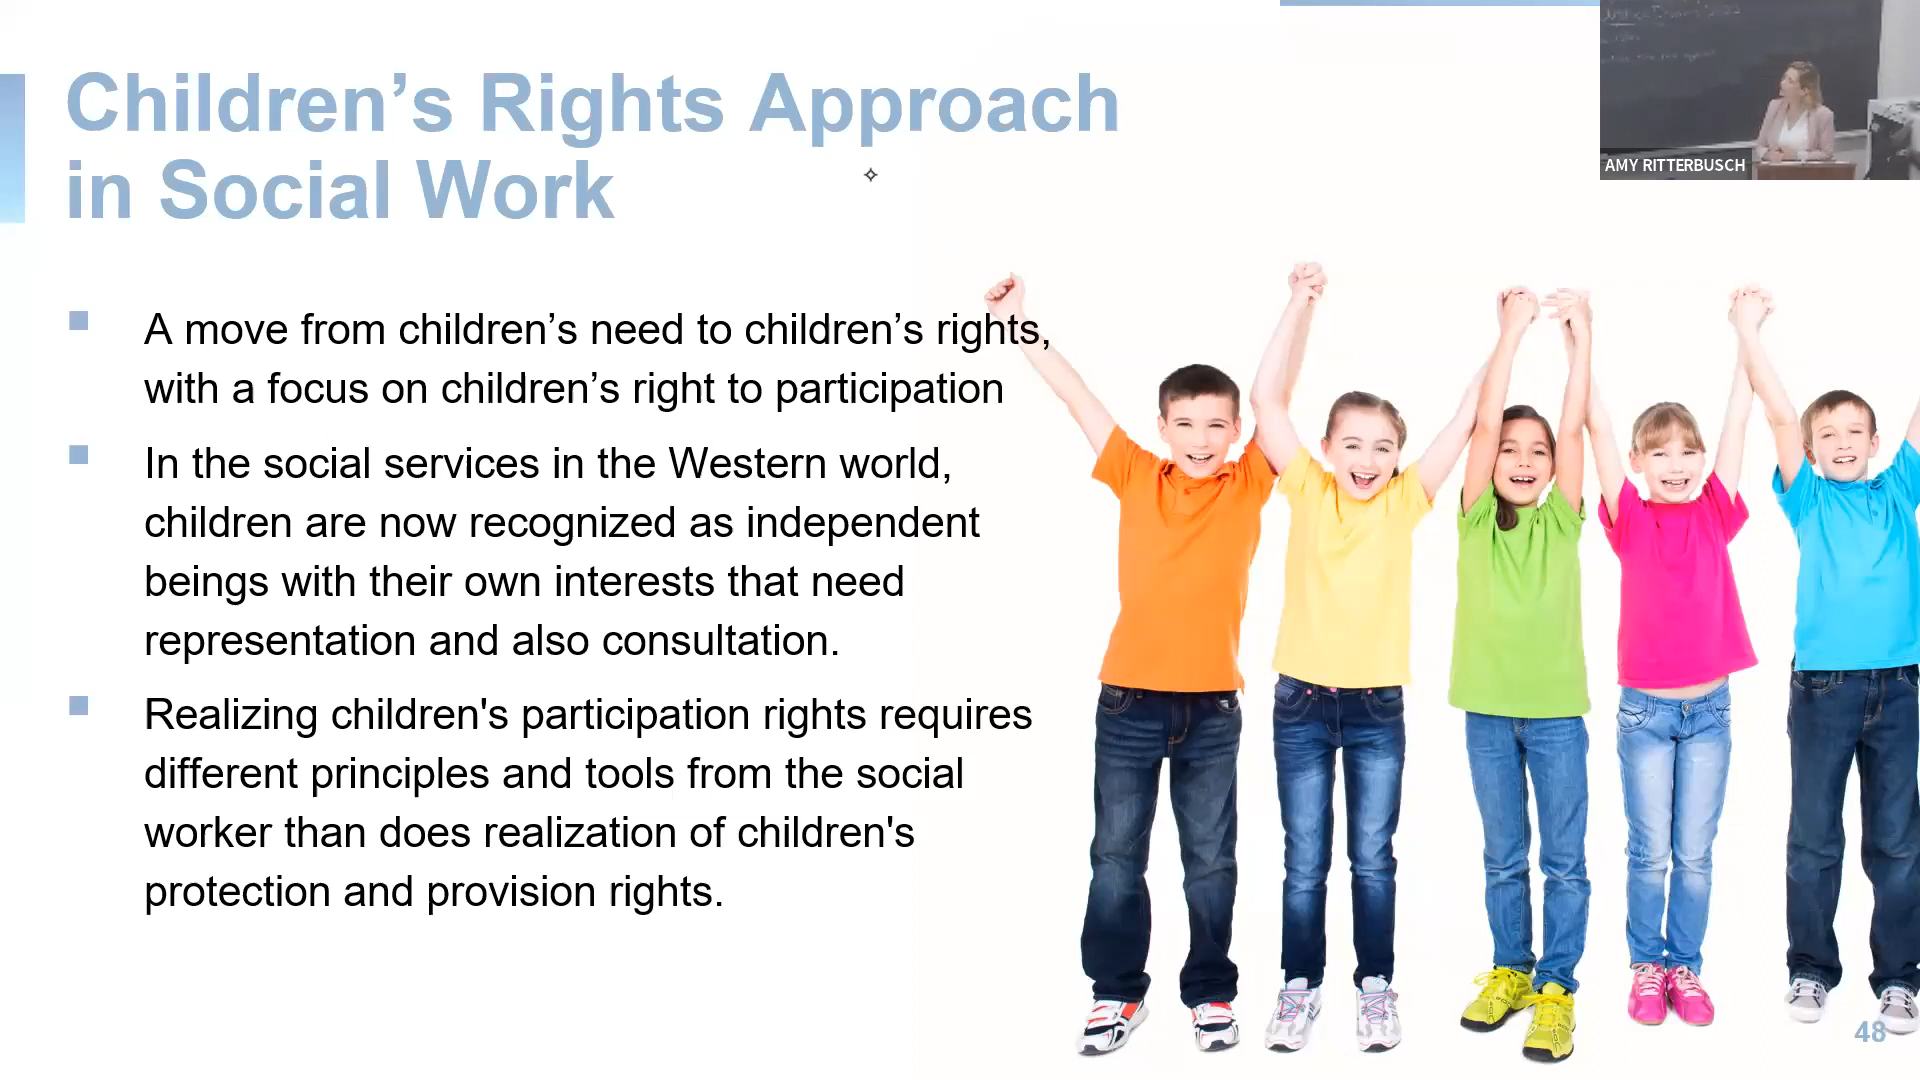 Children’s Rights Approach
in Social Work
A move from children’s need to children’s rights,
with a focus on children’s right to participation
In the social services in the Western world,
children are now recognized as independent
beings with their own interests that need
representation and also consultation.
Realizing children's participation rights requires
different principles and tools from the social
worker than does realization of children's
protection and provision rights.
AMY RITTERBUSCH
48